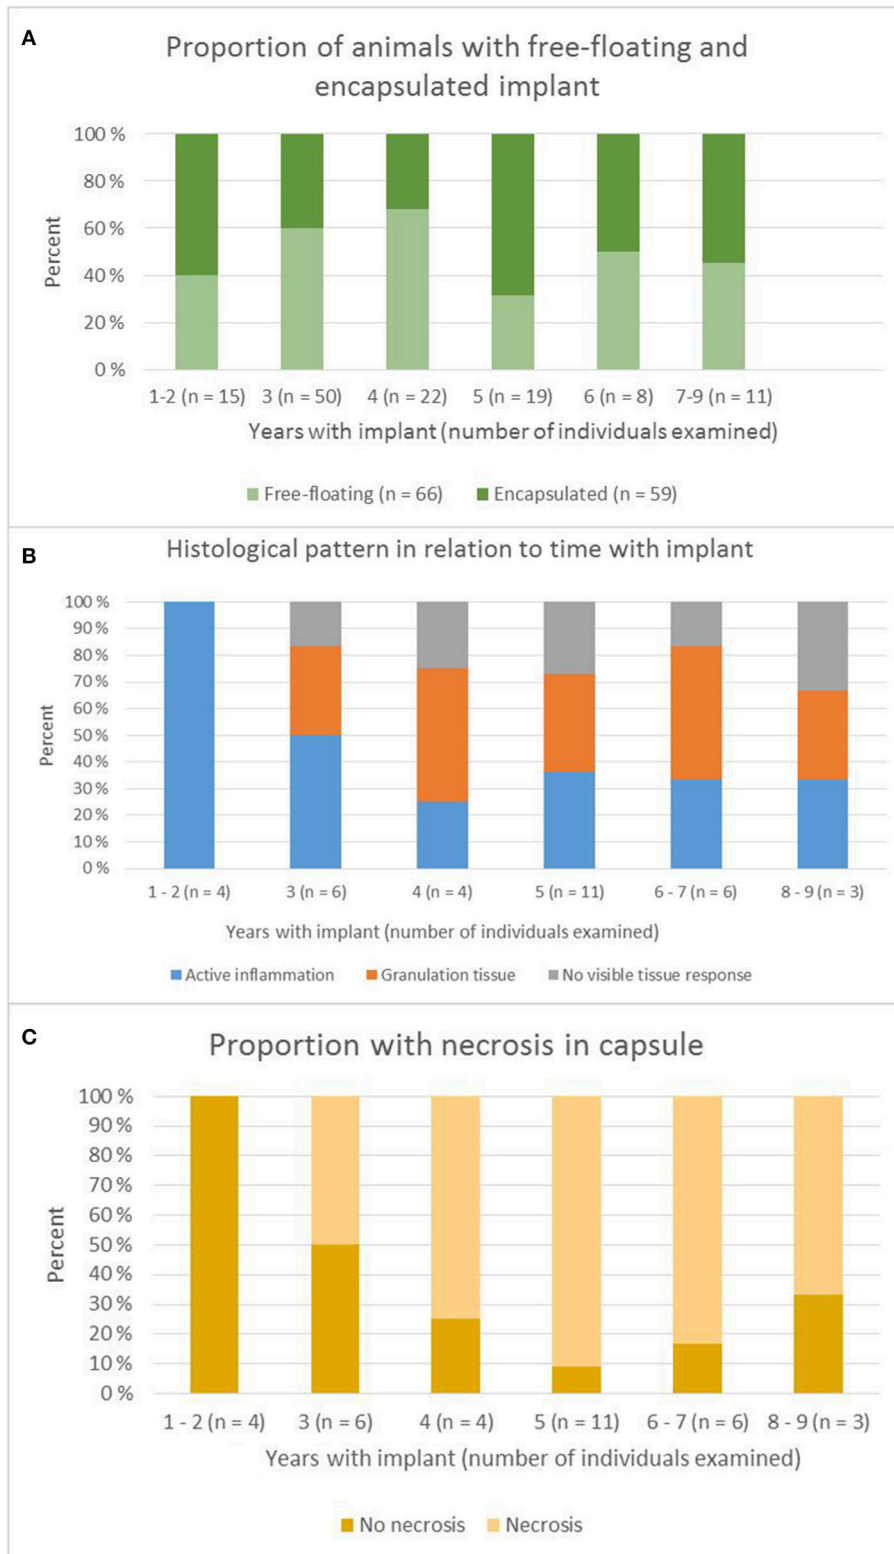 A
Proportion of animals with free-floating and
encapsulated implant
100 %
80 %
60 %
40 %
20 %
0 %
Percent
1-2 (n = 15) 3 (n = 50) 4 (n = 22) 5 (n = 19) 6 (n = 8) 7-9 (n = 11)
Years with implant (number of individuals examined)
Free-floating (n = 66) Encapsulated (n = 59)
B
Histological pattern in relation to time with implant
100 %
90 %
80 %
70 %
60 %
50 %
40 %
30 %
20 %
10 %
0 %
Percent
1 - 2 (n = 4) 3 (n = 6) 4 (n = 4) 5 (n = 11) 6 - 7 (n = 6) 8 - 9 (n = 3)
Years with implant (number of individuals examined)
Active inflammation Granulation tissue No visible tissue response
C
Proportion with necrosis in capsule
100 %
90 %
80 %
70 %
60 %
50 %
40 %
30 %
20 %
10 %
0 %
Percent
1 - 2 (n = 4) 3 (n = 6) 4 (n = 4) 5 (n = 11) 6 - 7 (n = 6) 8 - 9 (n = 3)
Years with implant (number of individuals examined)
No necrosis Necrosis